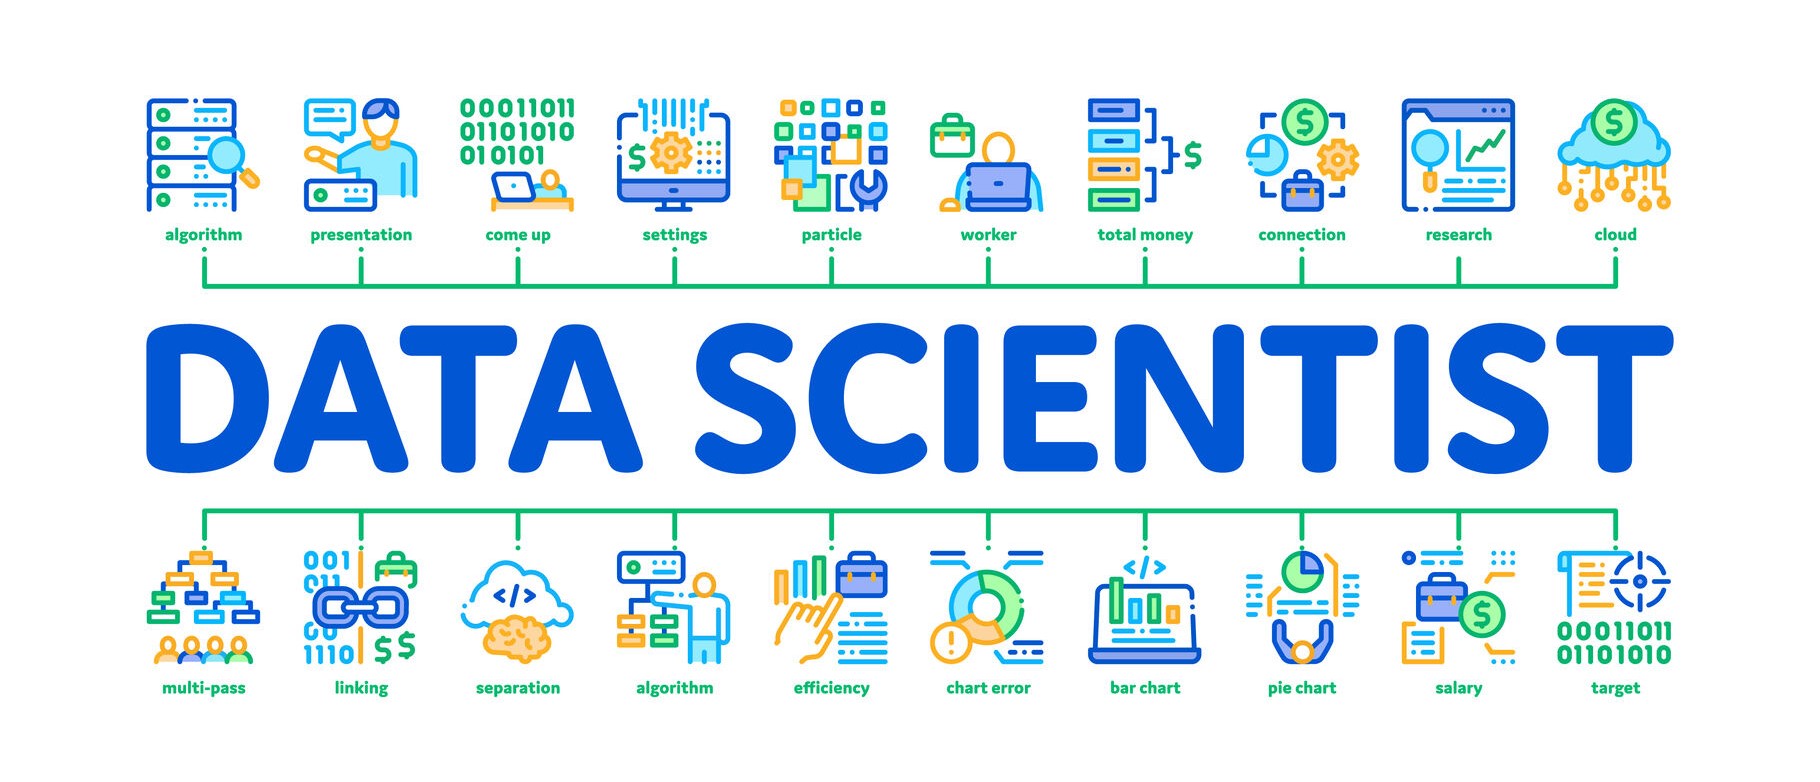 00011011
01101010
010101
$
$
$
$
algorithm
presentation
come up
settings
particle
worker
total money
connection
research
cloud
DATA SCIENTIST
001
</>
</>
011
!
$
00
$ $
1110
00011011
01101010
multi-pass
linking
separation
algorithm
efficiency
chart error
bar chart
pie chart
salary
target